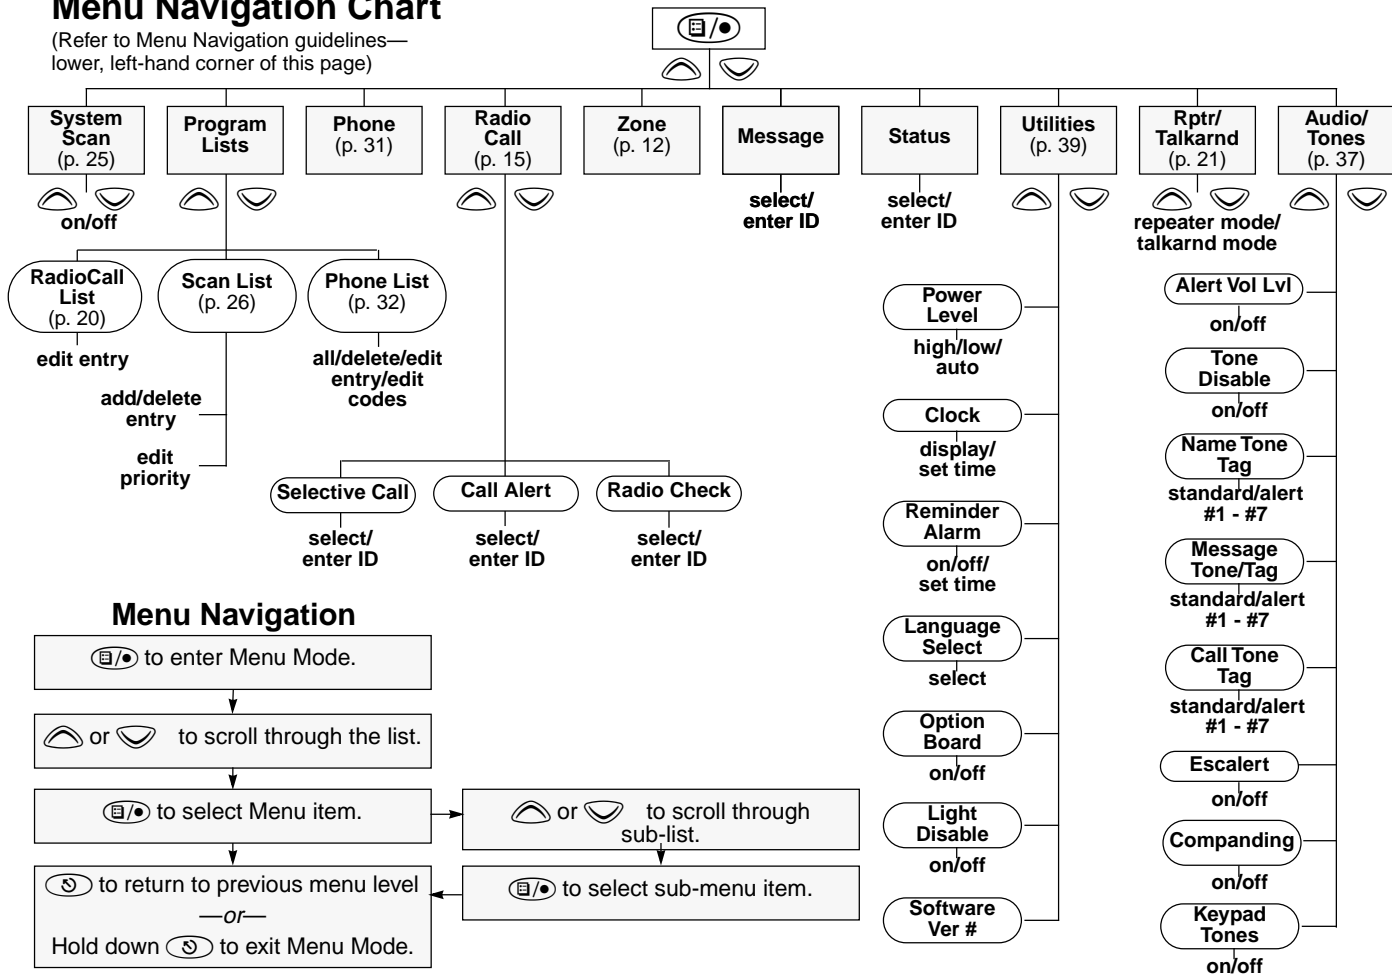 Menu Navigation Chart
(Refer to Menu Navigation guidelines—
lower, left-hand corner of this page)
System
Scan
(p. 25)
on/off
Program
Lists
RadioCall
List
(p. 20)
edit entry
Scan List
(p. 26)
add/delete
entry
edit
priority
Phone List
(p. 32)
all/delete/edit
entry/edit
codes
Phone
(p. 31)
Radio
Call
(p. 15)
Selective Call
select/
enter ID
Call Alert
select/
enter ID
Radio Check
select/
enter ID
Zone
(p. 12)
Message
select/
enter ID
Status
select/
enter ID
Utilities
(p. 39)
Power
Level
high/low/
auto
Clock
display/
set time
Reminder
Alarm
on/off/
set time
Language
Select
select
Option
Board
on/off
Light
Disable
on/off
Software
Ver #
Rptr/
Talkarnd
(p. 21)
repeater mode/
talkarnd mode
Audio/
Tones
(p. 37)
Alert Vol Lvl
on/off
Tone
Disable
on/off
Name Tone
Tag
standard/alert
#1 - #7
Message
Tone/Tag
standard/alert
#1 - #7
Call Tone
Tag
standard/alert
#1 - #7
Escalert
on/off
Companding
on/off
Keypad
Tones
on/off
Menu Navigation
to enter Menu Mode.
or to scroll through the list.
to select Menu item.
or to scroll through
sub-list.
to select sub-menu item.
to return to previous menu level
—or—
Hold down to exit Menu Mode.